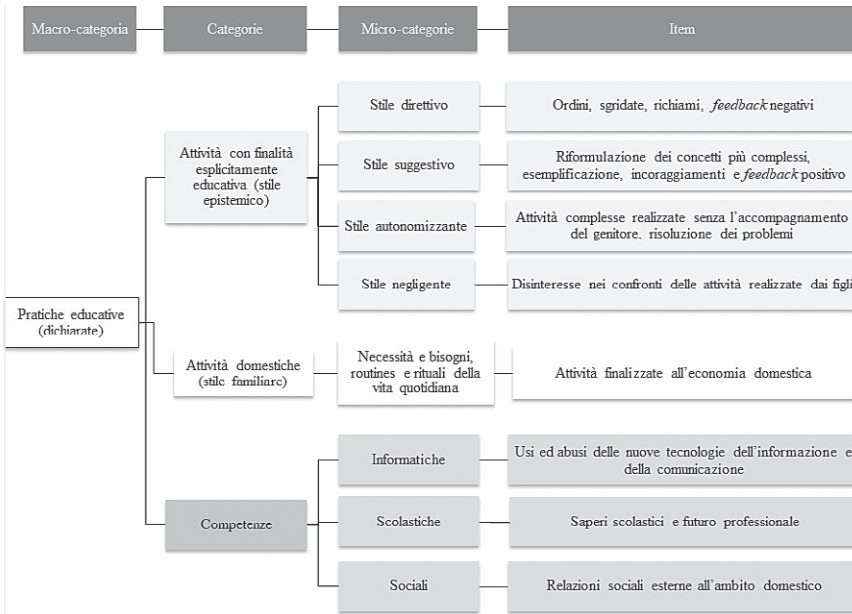 Macro-categoria
Categorie
Micro-categorie
Item
Stile direttivo
Ordini, sgridate, richiami, feedback negativi
Attività con finalità
esplicitamente
educativa (stile
epistemico)
Stile suggestivo
Riformulazione dei concetti più complessi,
esemplificazione, incoraggiamenti e feedback positivo
Stile autonomizzante
Attività complesse realizzate senza l'accompagnamento
del genitore. risoluzione dei problemi
Stile negligente
Disinteresse nei confronti delle attività realizzate dai figli
Pratiche educative
(dichiarate)
Attività domestiche
(stile familiare)
Necessità e bisogni,
routines e rituali della
vita quotidiana
Attività finalizzate all'economia domestica
Informatiche
Usi ed abusi delle nuove tecnologie dell'informazione e
della comunicazione
Competenze
Scolastiche
Saperi scolastici e futuro professionale
Sociali
Relazioni sociali esterne all'ambito domestico